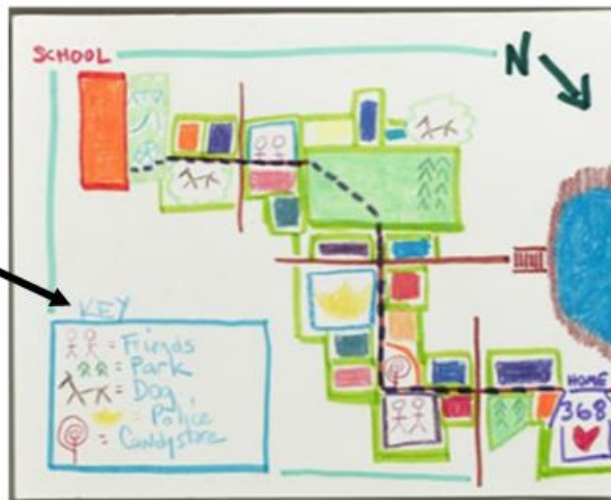 SCHOOL
N
KEY
= Friends
= Park
= Dog
= Police
= Candystore
HOME
368